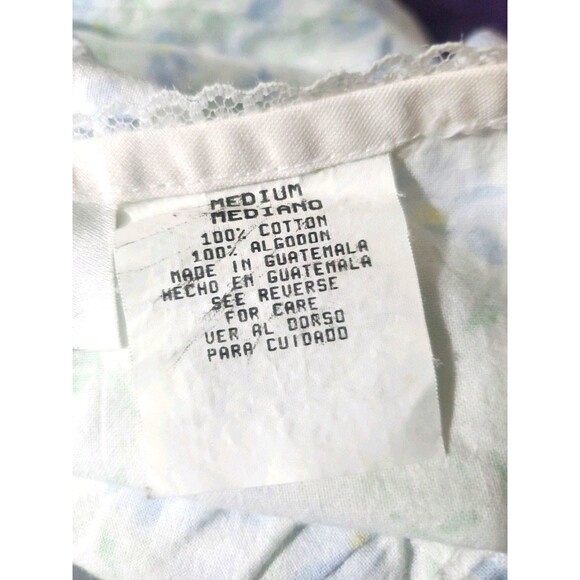 MEDIUM
MEDIANO
100% COTTON
100% ALGODON
MADE IN GUATEMALA
HECHO EN GUATEMALA
SEE REVERSE
FOR CARE
VER AL DORSO
PARA CUIDADO